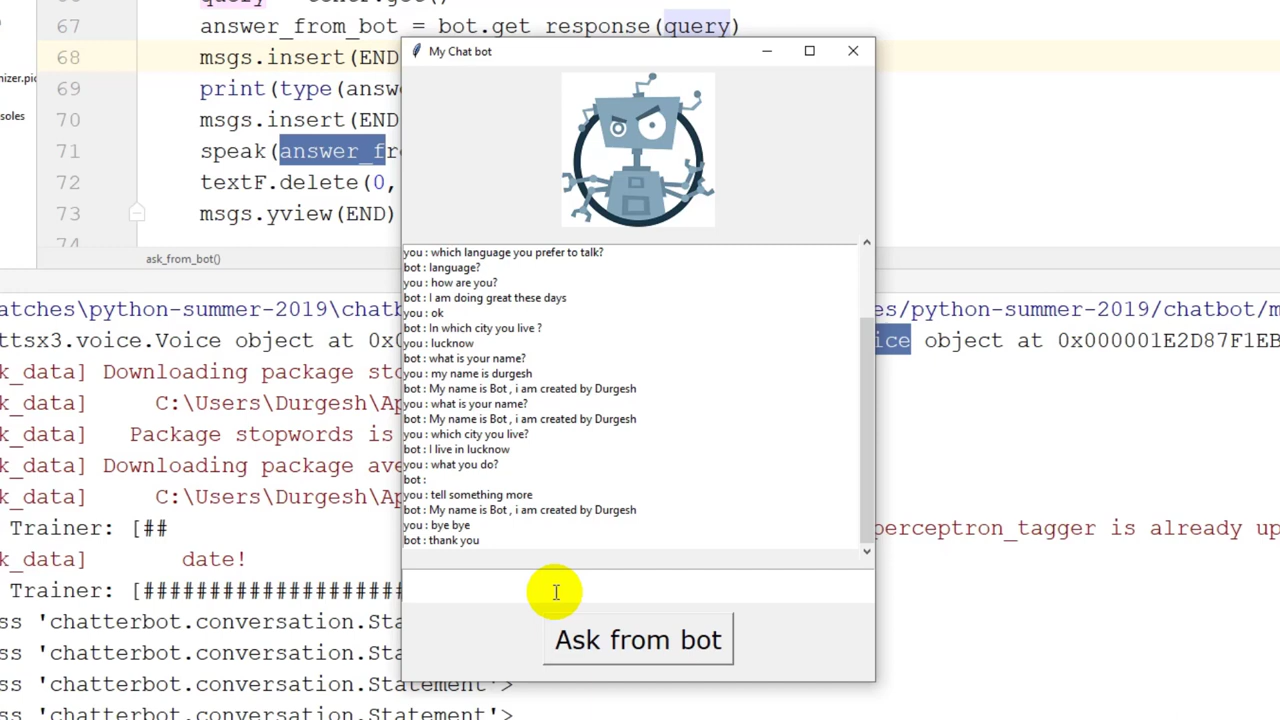 67 answer_from_bot = bot.get_response(query)
68 msgs.insert(END
69 print(type(answ
70 msgs.insert(END
71 speak(answer_fr
72 textF.delete(0,
73 msgs.yview(END)
74
nizer.pic
soles
ask_from_bot()
My Chat bot
you : which language you prefer to talk?
bot : language?
you : how are you?
bot : I am doing great these days
you : ok
bot : In which city you live ?
you : lucknow
bot : what is your name?
you : my name is durgesh
bot : My name is Bot , i am created by Durgesh
you : what is your name?
bot : My name is Bot , i am created by Durgesh
you : which city you live?
bot : I live in lucknow
you : what you do?
bot :
you : tell something more
bot : My name is Bot , i am created by Durgesh
you : bye bye
bot : thank you
Ask from bot
atches\python-summer-2019\chatb es/python-summer-2019/chatbot/m
ttsx3.voice.Voice object at 0x0 ice object at 0x000001E2D87F1EB
k_data] Downloading package sto
k_data] C:\Users\Durgesh\Ap
k_data] Package stopwords is
k_data] Downloading package ave
k_data] C:\Users\Durgesh\Ap
Trainer: [## perceptron_tagger is already up
k_data] date!
Trainer: [####################
ss 'chatterbot.conversation.Sta
ss 'chatterbot.conversation.Sta
ss 'chatterbot.conversation.Statement'>
ss 'chatterbot.conversation.Statement'>